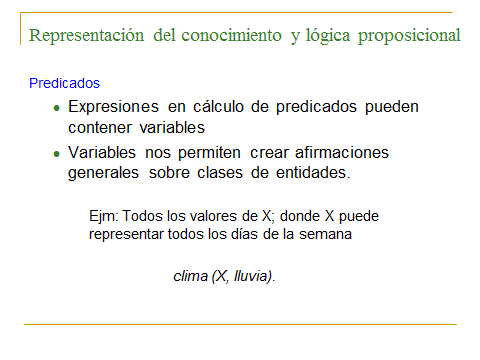 Representación del conocimiento y lógica proposicional
Predicados
● Expresiones en cálculo de predicados pueden
contener variables
● Variables nos permiten crear afirmaciones
generales sobre clases de entidades.
Ejm: Todos los valores de X; donde X puede
representar todos los días de la semana
clima (X, lluvia).